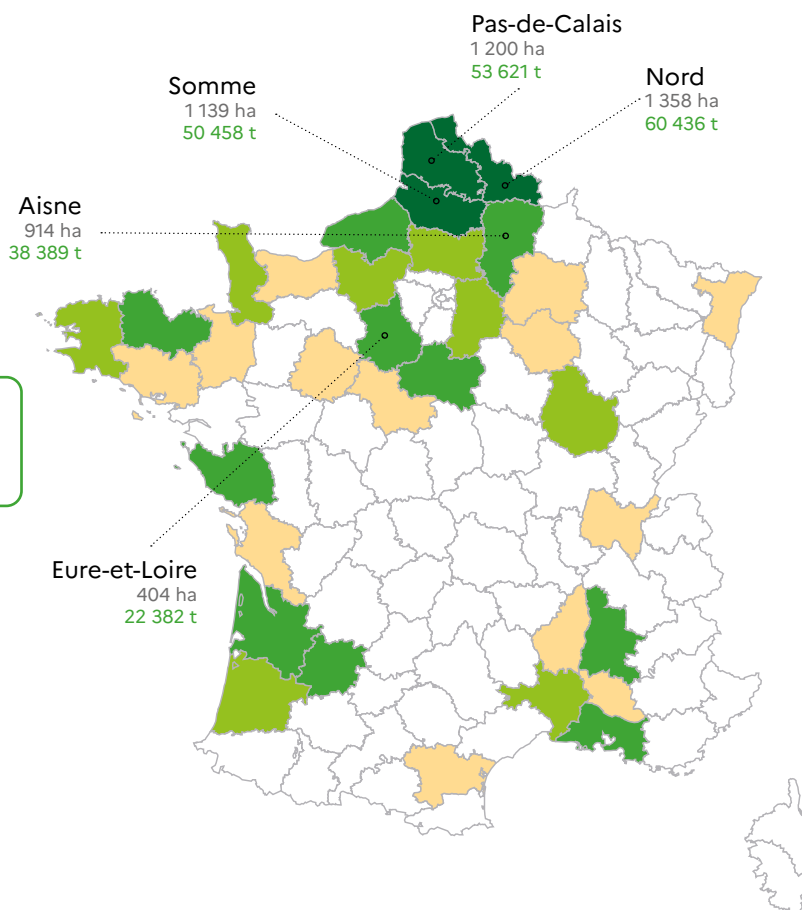 Pas-de-Calais
1 200 ha
53 621 t
Nord
1 358 ha
60 436 t
Somme
1 139 ha
50 458 t
Aisne
914 ha
38 389 t
Eure-et-Loire
404 ha
22 382 t